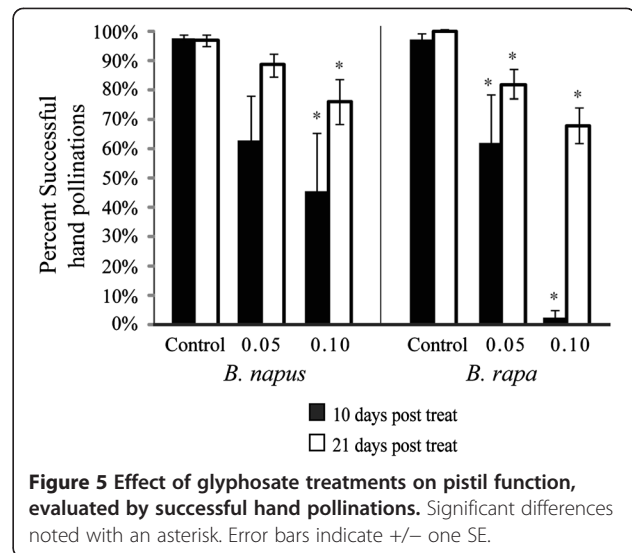 100%
90%
80%
70%
60%
50%
40%
30%
20%
10%
0%
Percent Successful
hand pollinations
* * * * *
Control 0.05 0.10 Control 0.05 0.10
B. napus B. rapa
10 days post treat
21 days post treat
Figure 5 Effect of glyphosate treatments on pistil function,
evaluated by successful hand pollinations. Significant differences
noted with an asterisk. Error bars indicate +/− one SE.